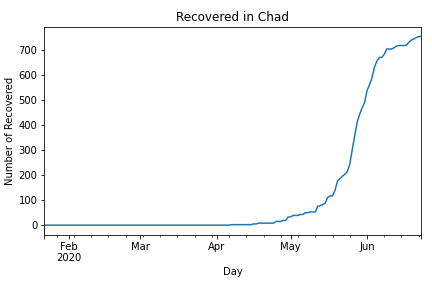 Recovered in Chad
Number of Recovered
700
600
500
400
300
200
100
0
Feb
2020
Mar
Apr
May
Jun
Day